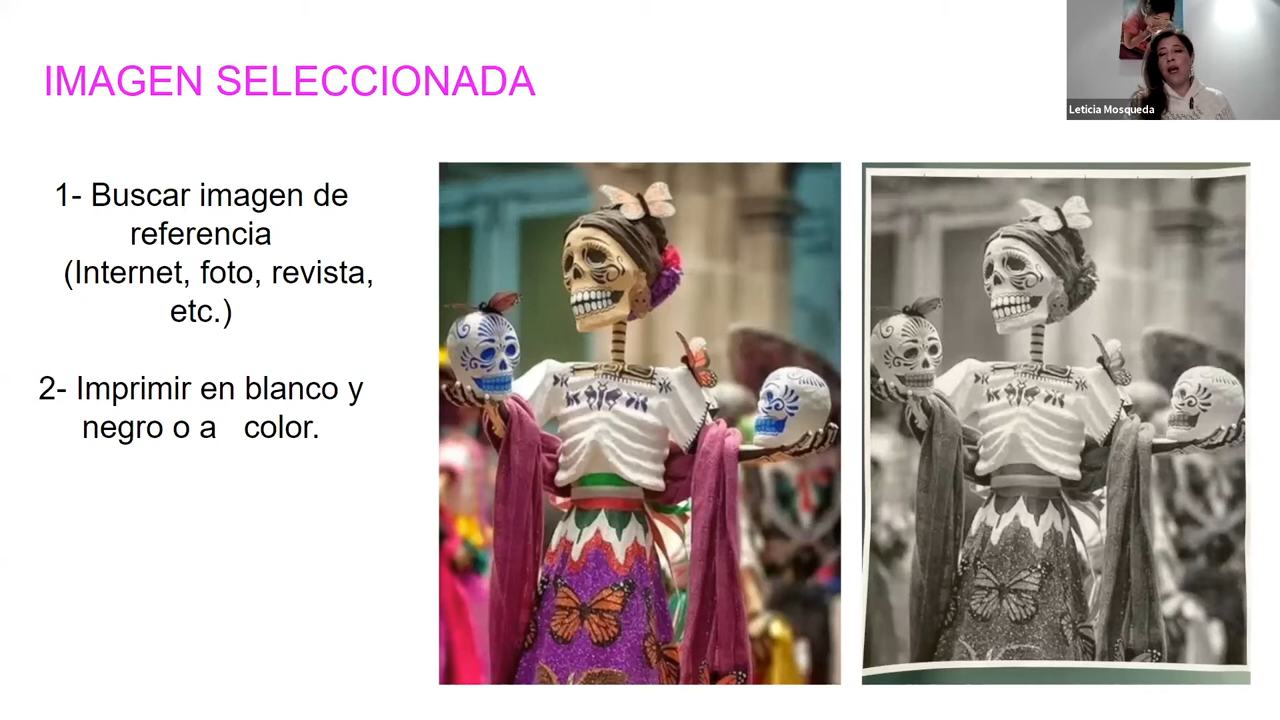 IMAGEN SELECCIONADA
Leticia Mosqueda
1- Buscar imagen de
referencia
(Internet, foto, revista,
etc.)
2- Imprimir en blanco y
negro o a color.